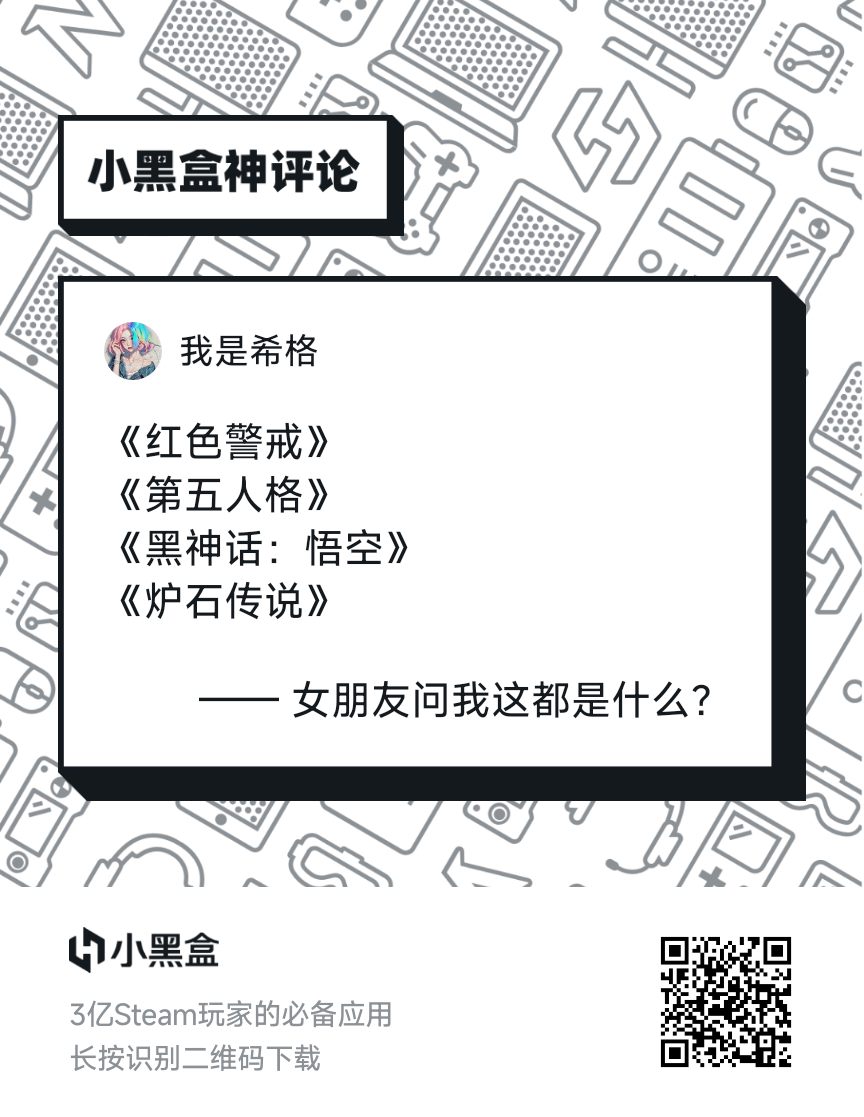 小黑盒神评论
我是希格
《红色警戒》
《第五人格》
《黑神话：悟空》
《炉石传说》
—— 女朋友问我这都是什么？
小黑盒
3亿Steam玩家的必备应用
长按识别二维码下载